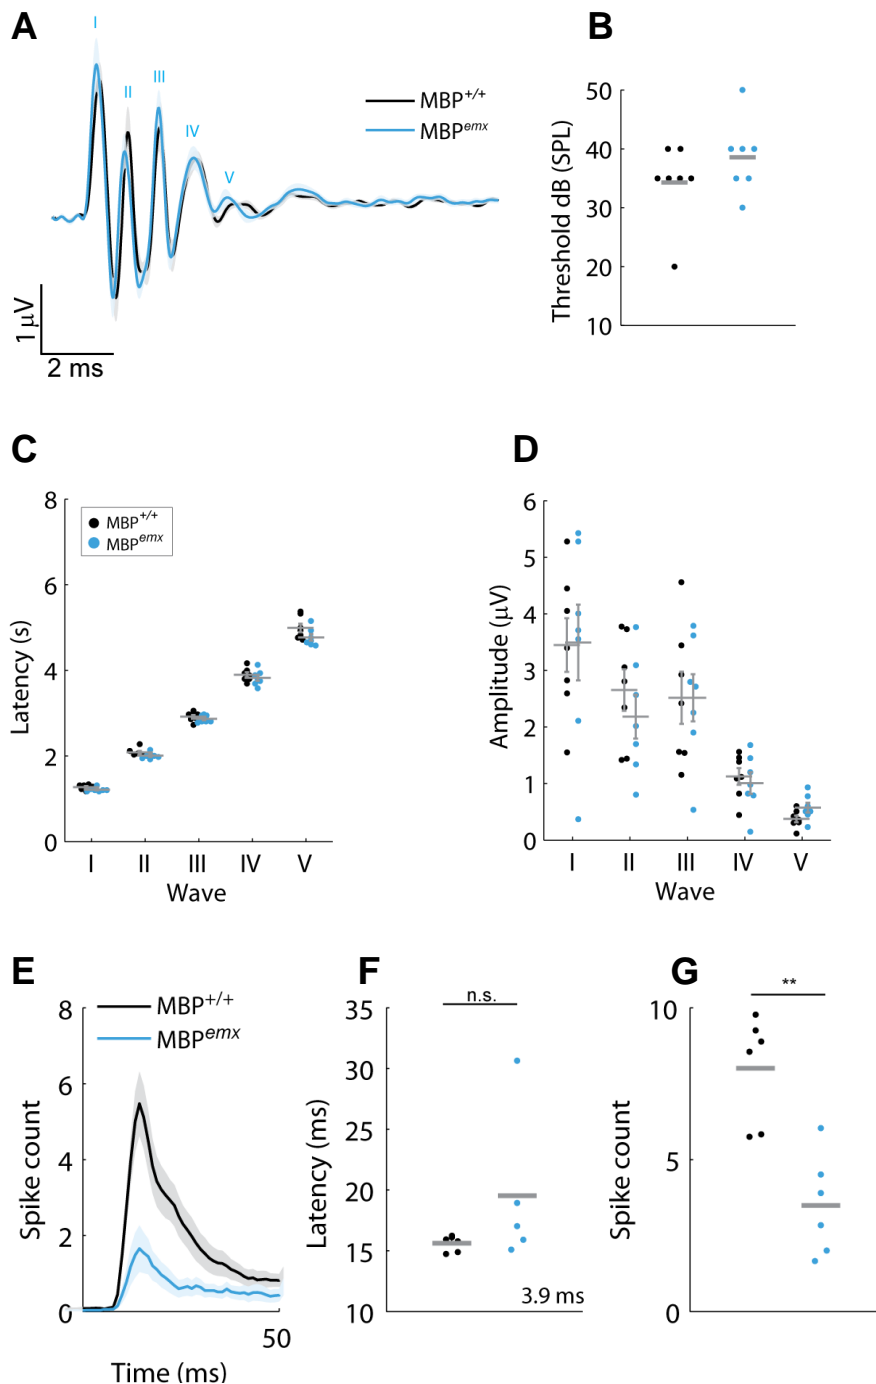 A
I
II
III
IV
V
MBP+/+
MBPemx
1 μV
2 ms
B
Threshold dB (SPL)
50
40
30
20
10
C
Latency (s)
8
6
4
2
0
MBP+/+
MBPemx
I II III IV V
Wave
D
Amplitude (μV)
6
5
4
3
2
1
0
I II III IV V
Wave
E
Spike count
8
6
4
2
0
MBP+/+
MBPemx
50
Time (ms)
F
n.s.
Latency (ms)
35
30
25
20
15
10
3.9 ms
G
**
Spike count
10
5
0